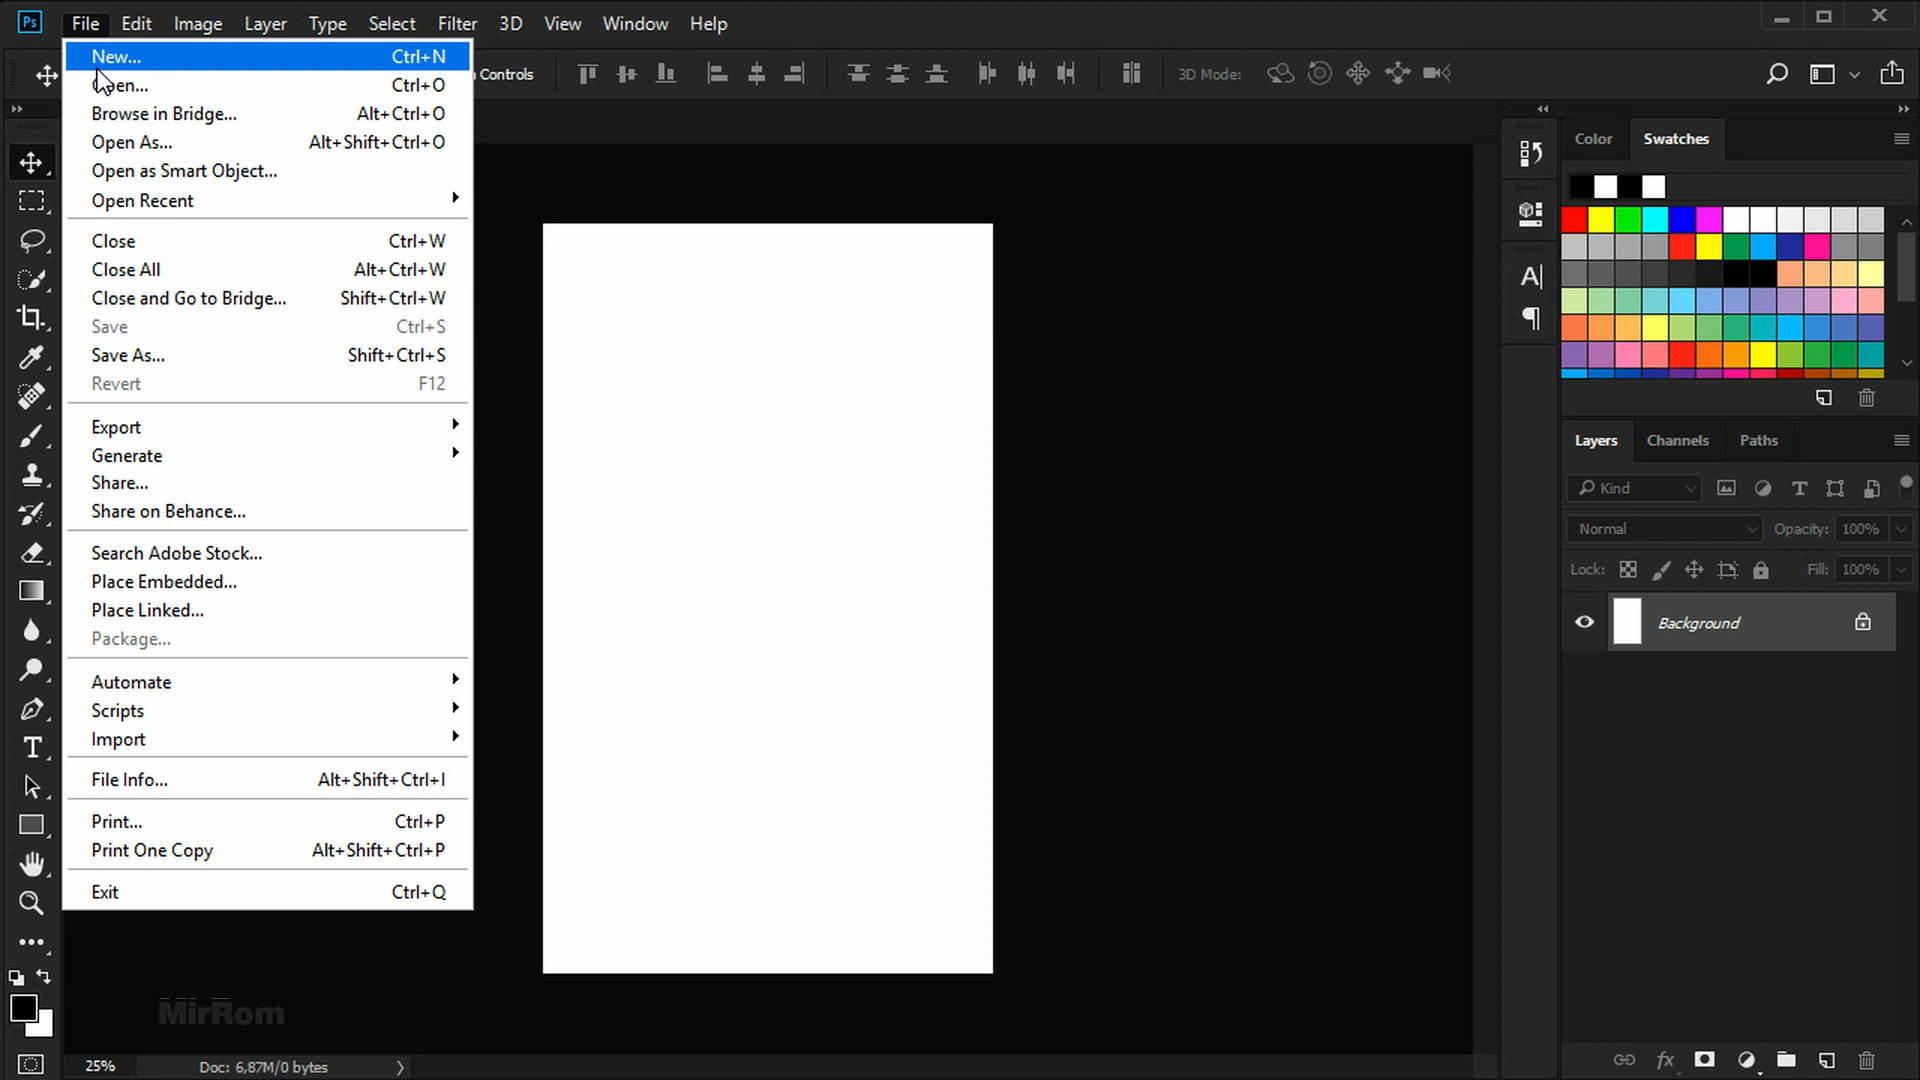 Ps File Edit Image Layer Type Select Filter 3D View Window Help
New... Ctrl+N
Open... Ctrl+O
Browse in Bridge... Alt+Ctrl+O
Open As... Alt+Shift+Ctrl+O
Open as Smart Object...
Open Recent
Close Ctrl+W
Close All Alt+Ctrl+W
Close and Go to Bridge... Shift+Ctrl+W
Save Ctrl+S
Save As... Shift+Ctrl+S
Revert F12
Export
Generate
Share...
Share on Behance...
Search Adobe Stock...
Place Embedded...
Place Linked...
Package...
Automate
Scripts
Import
File Info... Alt+Shift+Ctrl+I
Print... Ctrl+P
Print One Copy Alt+Shift+Ctrl+P
Exit Ctrl+Q
Controls
3D Mode:
Color Swatches
Layers Channels Paths
Kind
Normal Opacity: 100%
Lock: Fill: 100%
Background
fx
MirRom
25% Doc: 6,87M/0 bytes